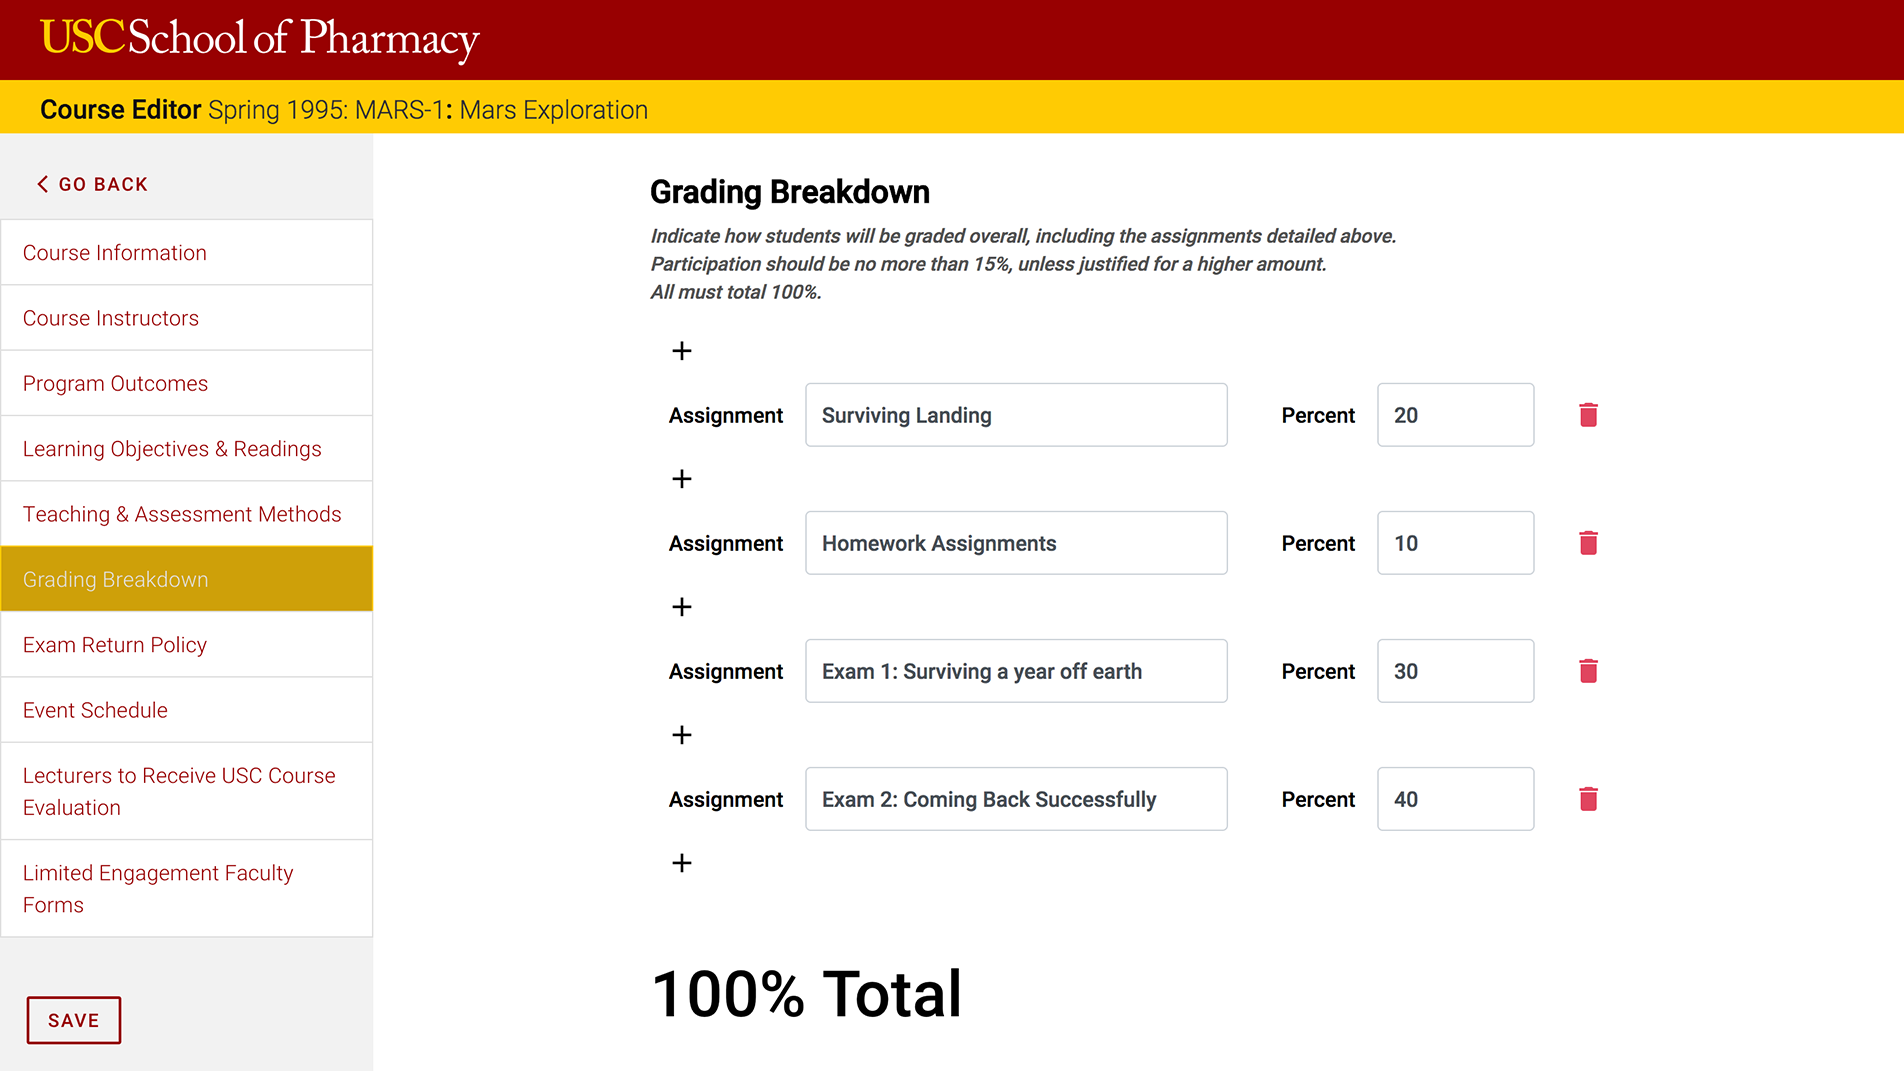 USC School of Pharmacy
Course Editor Spring 1995: MARS-1: Mars Exploration
GO BACK
Course Information
Course Instructors
Program Outcomes
Learning Objectives & Readings
Teaching & Assessment Methods
Grading Breakdown
Exam Return Policy
Event Schedule
Lecturers to Receive USC Course
Evaluation
Limited Engagement Faculty
Forms
SAVE
Grading Breakdown
Indicate how students will be graded overall, including the assignments detailed above.
Participation should be no more than 15%, unless justified for a higher amount.
All must total 100%.
+
Assignment Surviving Landing Percent 20
+
Assignment Homework Assignments Percent 10
+
Assignment Exam 1: Surviving a year off earth Percent 30
+
Assignment Exam 2: Coming Back Successfully Percent 40
+
100% Total